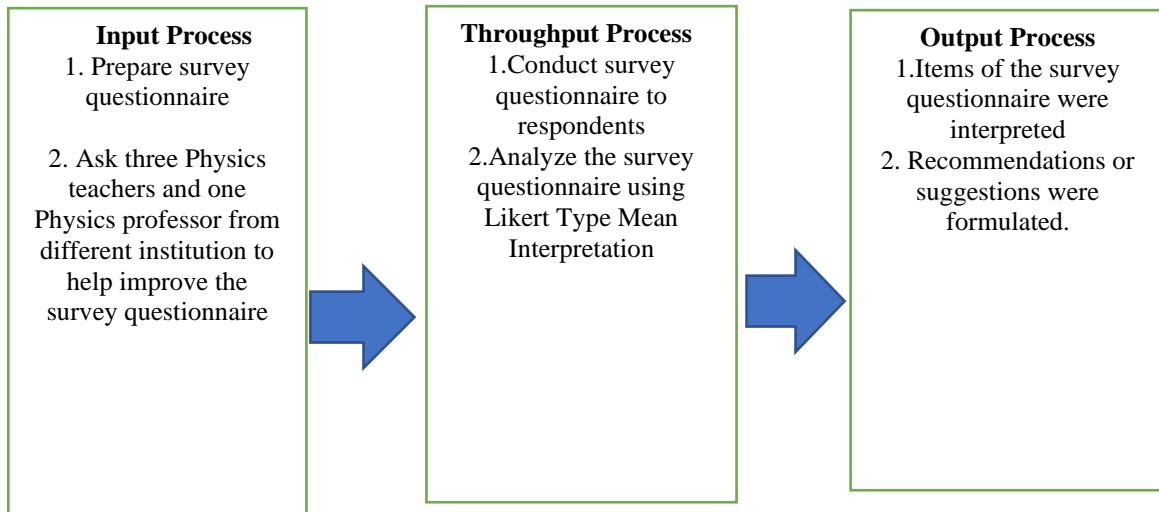 Input Process
1. Prepare survey
questionnaire
2. Ask three Physics
teachers and one
Physics professor from
different institution to
help improve the
survey questionnaire
Throughput Process
1.Conduct survey
questionnaire to
respondents
2.Analyze the survey
questionnaire using
Likert Type Mean
Interpretation
Output Process
1.Items of the survey
questionnaire were
interpreted
2. Recommendations or
suggestions were
formulated.